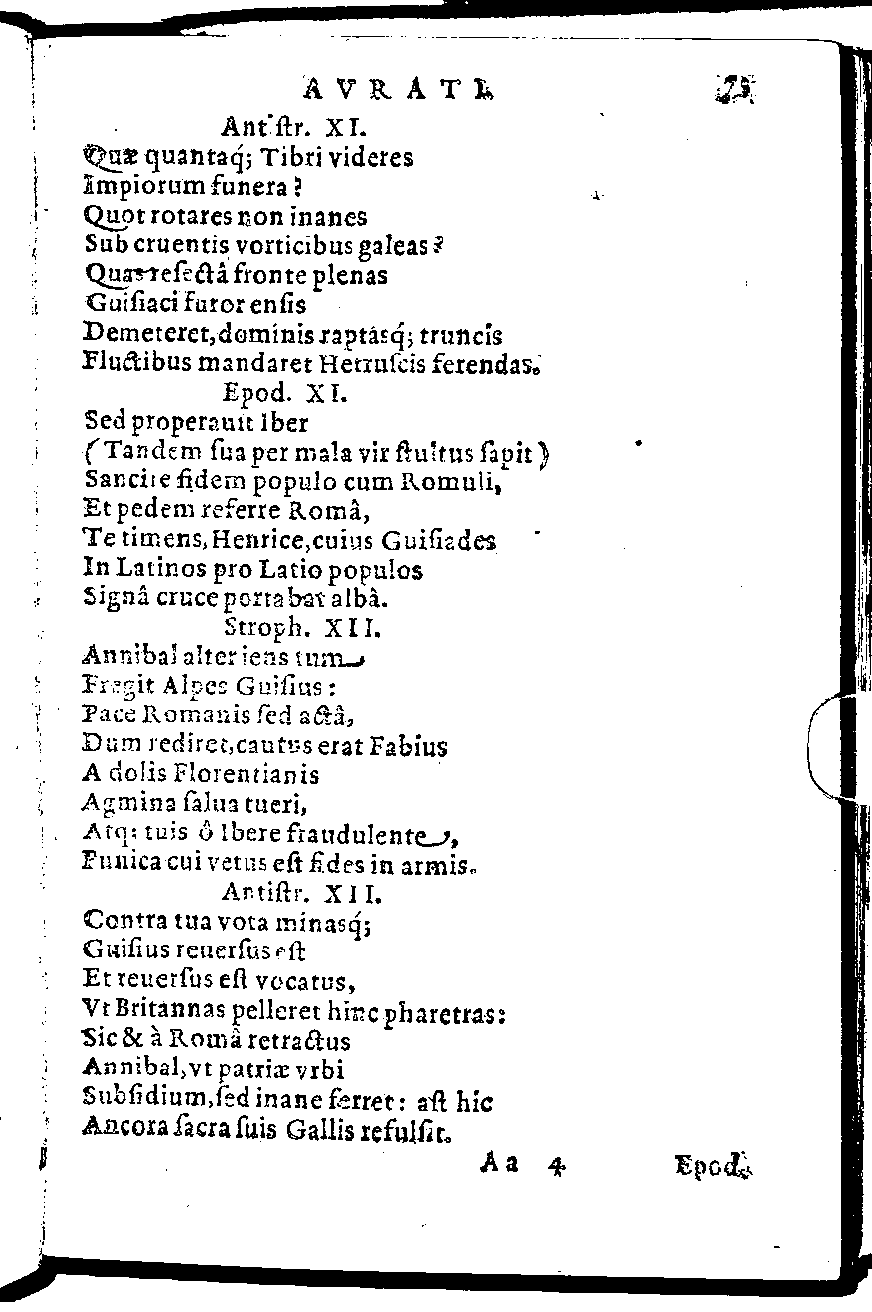 AVRATI.
75
Antistr. XI.
Quæ quantaq́; Tibri videres
Impiorum funera?
Quot rotares non inanes
Sub cruentis vorticibus galeas?
Quas resectâ fronte plenas
Guisiaci furor ensis
Demeteret, dominis raptásq́; truncis
Fluctibus mandaret Hetruscis ferendas.
Epod. XI.
Sed properauit Iber
(Tandem sua per mala vir stultus sapit)
Sancire fidem populo cum Romuli,
Et pedem referre Româ,
Te timens, Henrice, cuius Guisiades
In Latinos pro Latio populos
Signâ cruce portabat albâ.
Stroph. XII.
Annibal alter iens tum
Fregit Alpes Guisius:
Pace Romanis sed actâ,
Dum rediret, cautus erat Fabius
A dolis Florentianis
Agmina salua tueri,
Atq: tuis ô Ibere fraudulente,
Punica cui vetus est fides in armis.
Antistr. XII.
Contra tua vota minasq́;
Guisius reuersus est
Et reuersus est vocatus,
Vt Britannas pelleret hinc pharetras:
Sic & à Româ retractus
Annibal, vt patriæ vrbi
Subsidium, sed inane ferret: ast hic
Ancora sacra suis Gallis refulsit.
Aa 4
Epod.